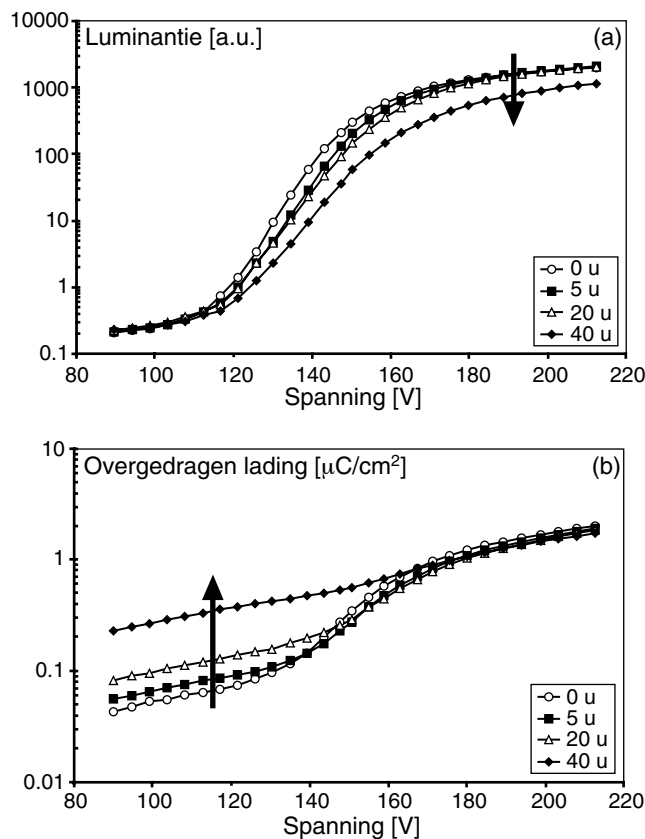 10000
1000
100
10
1
0.1
Luminantie [a.u.]
(a)
0 u
5 u
20 u
40 u
80 100 120 140 160 180 200 220
Spanning [V]
10
1
0.1
0.01
Overgedragen lading [μC/cm²]
(b)
0 u
5 u
20 u
40 u
80 100 120 140 160 180 200 220
Spanning [V]